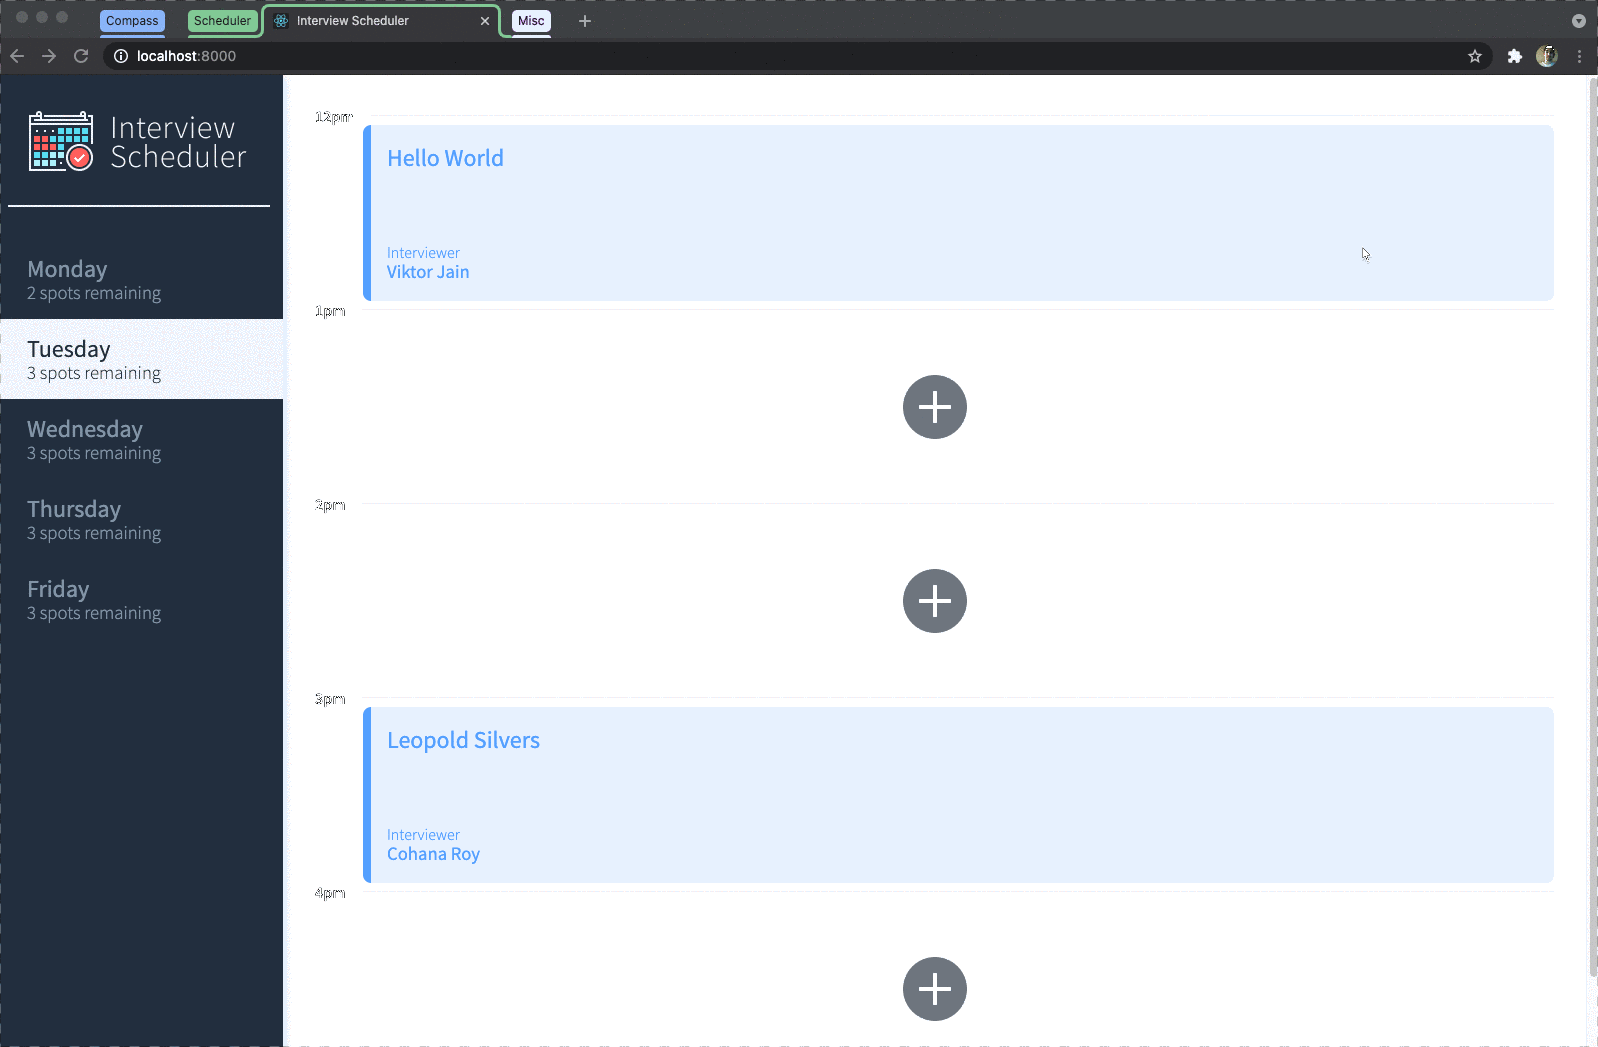 Compass
Scheduler
Interview Scheduler
Misc
localhost:8000
Interview
Scheduler
Monday
2 spots remaining
Tuesday
3 spots remaining
Wednesday
3 spots remaining
Thursday
3 spots remaining
Friday
3 spots remaining
12pm
Hello World
Interviewer
Viktor Jain
1pm
2pm
3pm
Leopold Silvers
Interviewer
Cohana Roy
4pm